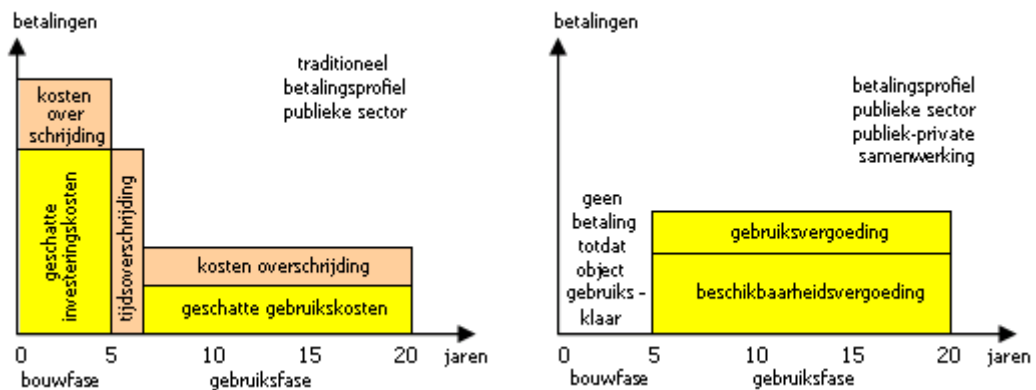 betalingen
traditioneel
betalingsprofiel
publieke sector
kosten
over
schrijding
geschatte
investeringskosten
tijdsoverschrijding
kosten overschrijding
geschatte gebruikskosten
0 5 10 15 20 jaren
bouwfase gebruiksfase
betalingen
betalingsprofiel
publieke sector
publiek-private
samenwerking
geen
betaling
totdat
object
gebruiks -
klaar
gebruiksvergoeding
beschikbaarheidsvergoeding
0 5 10 15 20 jaren
bouwfase gebruiksfase